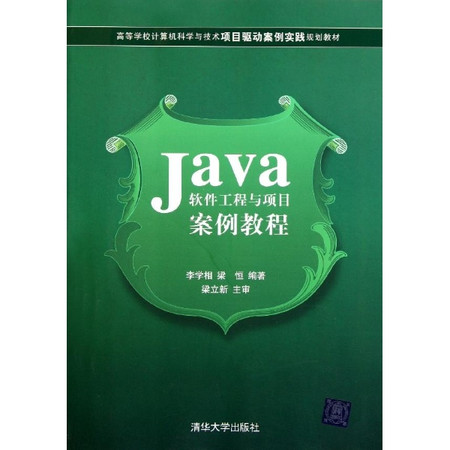 高等学校计算机科学与技术项目驱动案例实践规划教材
Java
软件工程与项目
案例教程
李学相 梁 恒 编著
梁立新 主审
清华大学出版社